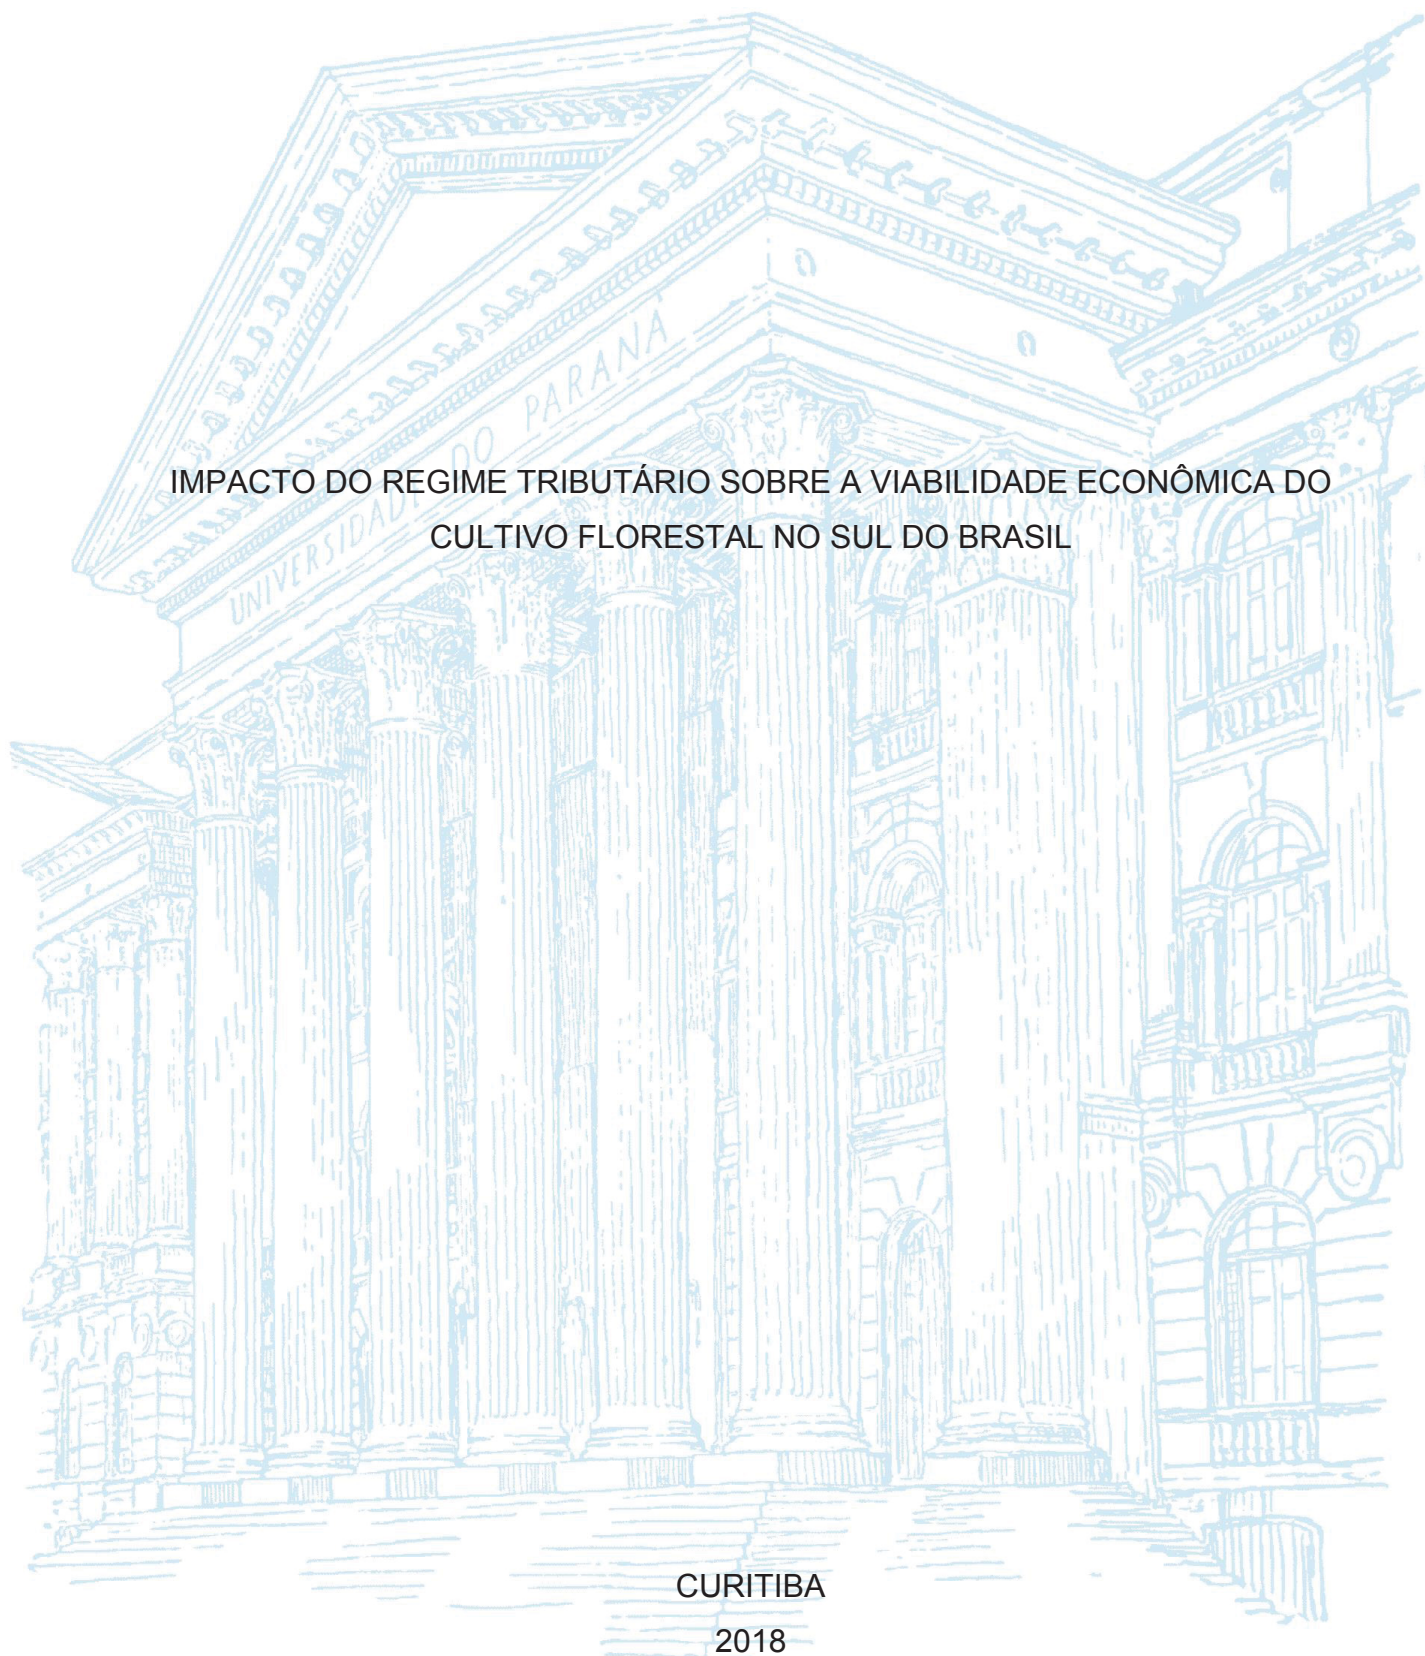 UNIVERSIDADE DO PARANÁ
IMPACTO DO REGIME TRIBUTÁRIO SOBRE A VIABILIDADE ECONÔMICA DO
CULTIVO FLORESTAL NO SUL DO BRASIL
CURITIBA
2018